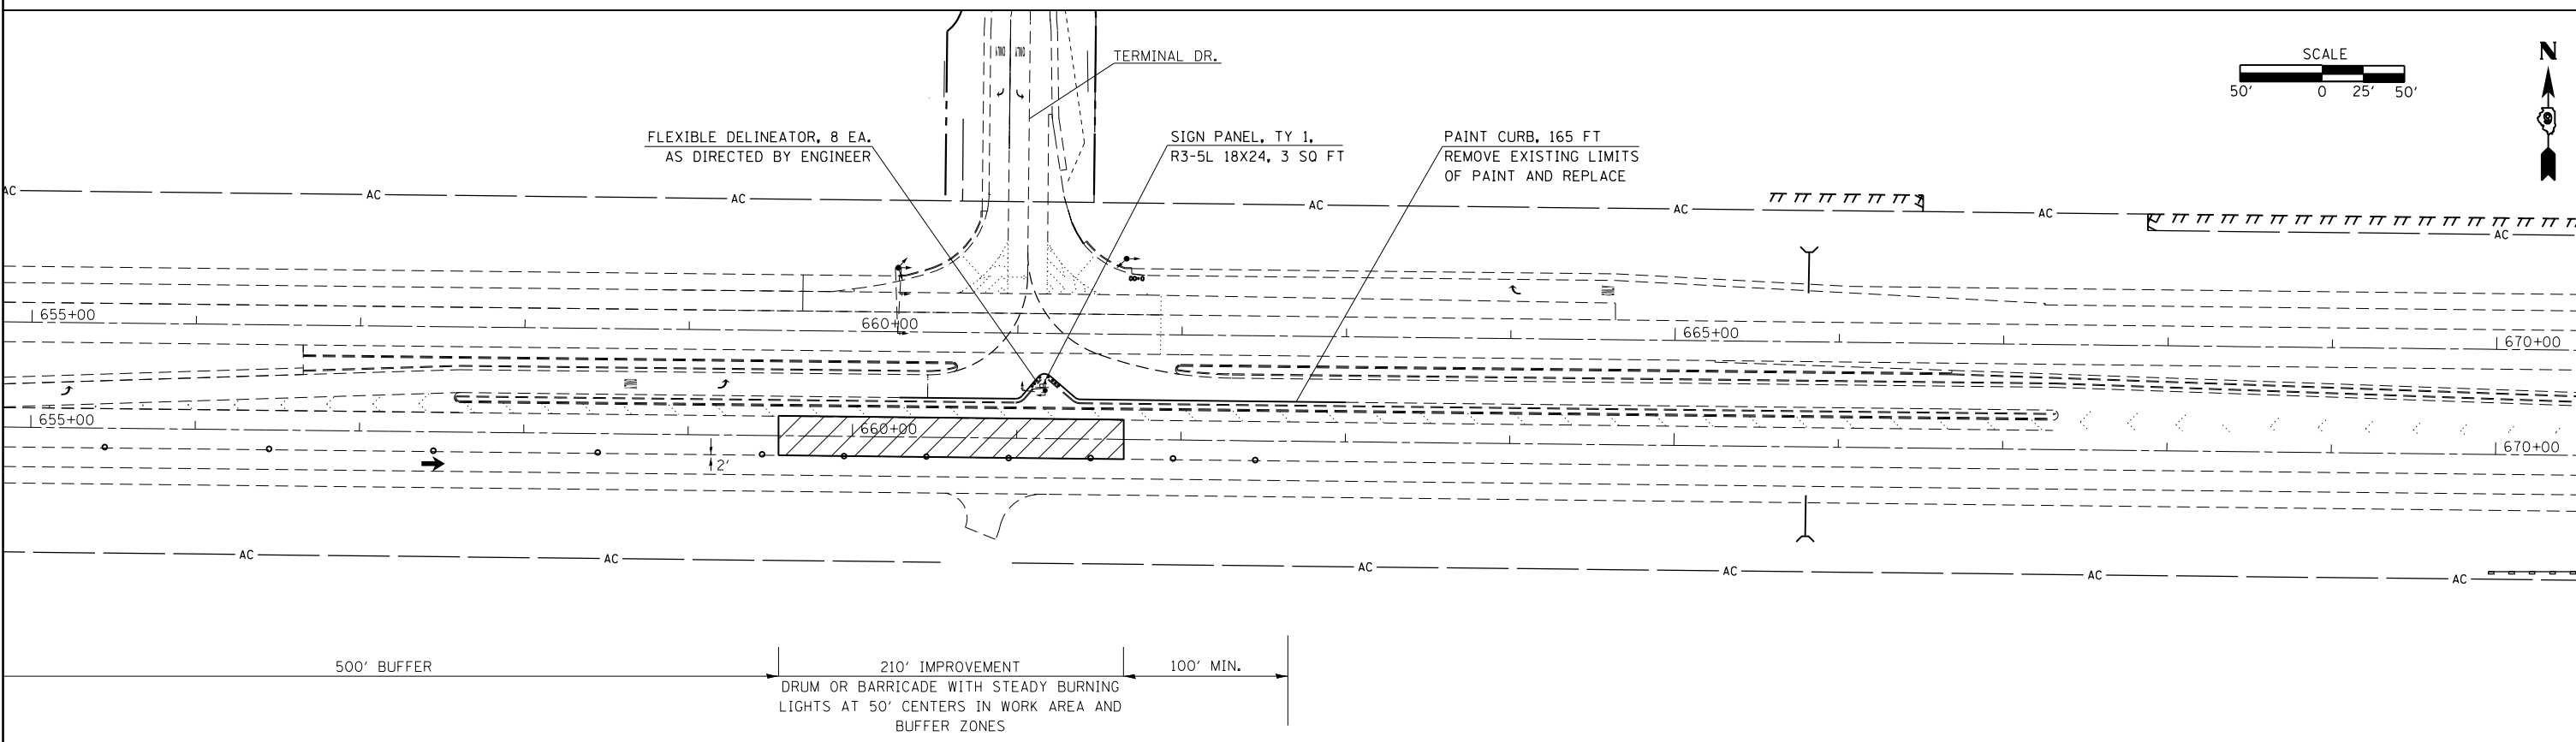 TERMINAL DR.
SCALE
50' 0 25' 50'
N
FLEXIBLE DELINEATOR, 8 EA.
AS DIRECTED BY ENGINEER
SIGN PANEL, TY 1,
R3-5L 18X24, 3 SQ FT
PAINT CURB, 165 FT
REMOVE EXISTING LIMITS
OF PAINT AND REPLACE
AC AC AC AC AC AC AC
655+00 660+00 665+00 670+00
655+00 660+00 670+00
2'
AC AC AC AC AC AC
500' BUFFER
210' IMPROVEMENT
100' MIN.
DRUM OR BARRICADE WITH STEADY BURNING
LIGHTS AT 50' CENTERS IN WORK AREA AND
BUFFER ZONES